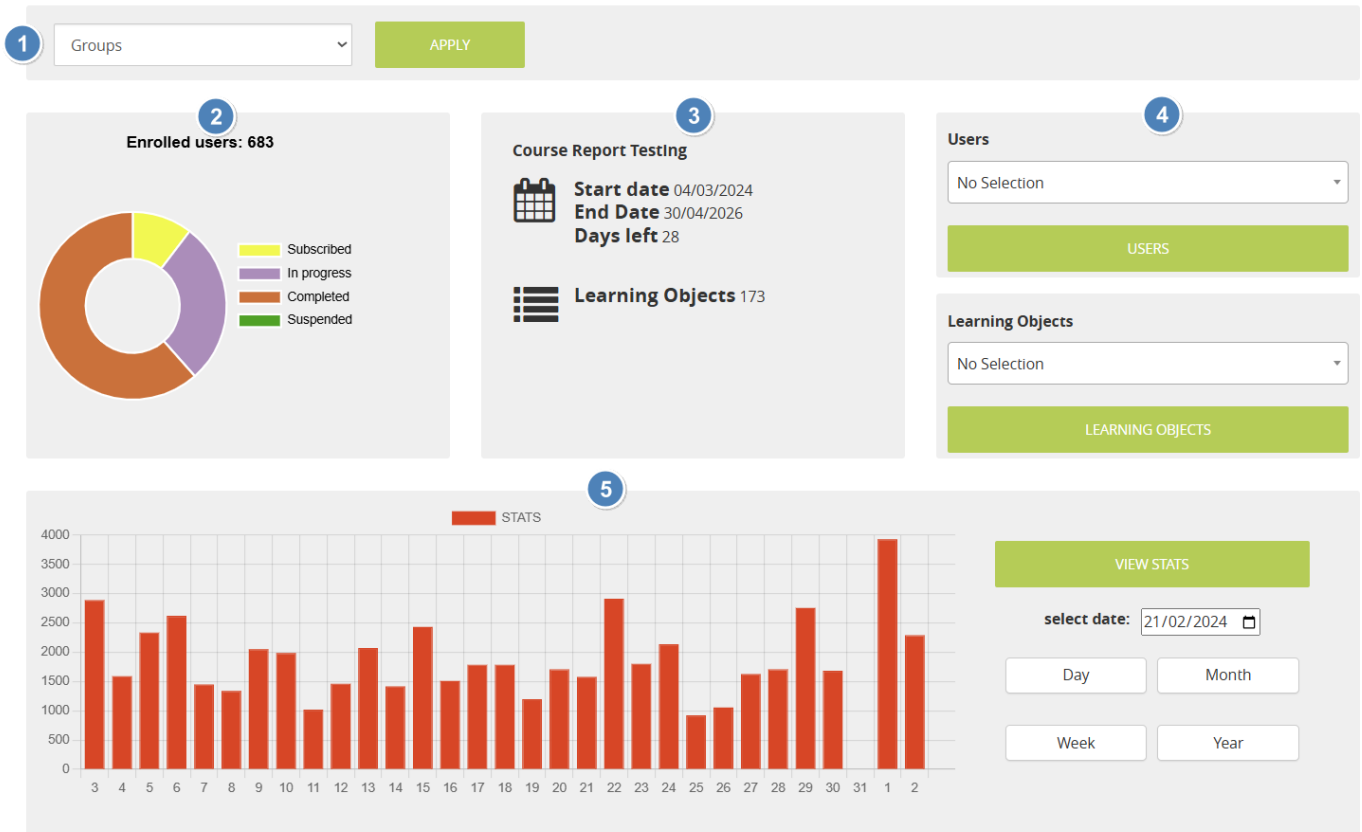 1
Groups
APPLY
2
Enrolled users: 683
Subscribed
In progress
Completed
Suspended
3
Course Report Testing
Start date 04/03/2024
End Date 30/04/2026
Days left 28
Learning Objects 173
4
Users
No Selection
USERS
Learning Objects
No Selection
LEARNING OBJECTS
5
STATS
4000
3500
3000
2500
2000
1500
1000
500
0
3 4 5 6 7 8 9 10 11 12 13 14 15 16 17 18 19 20 21 22 23 24 25 26 27 28 29 30 31 1 2
VIEW STATS
select date: 21/02/2024
Day Month
Week Year